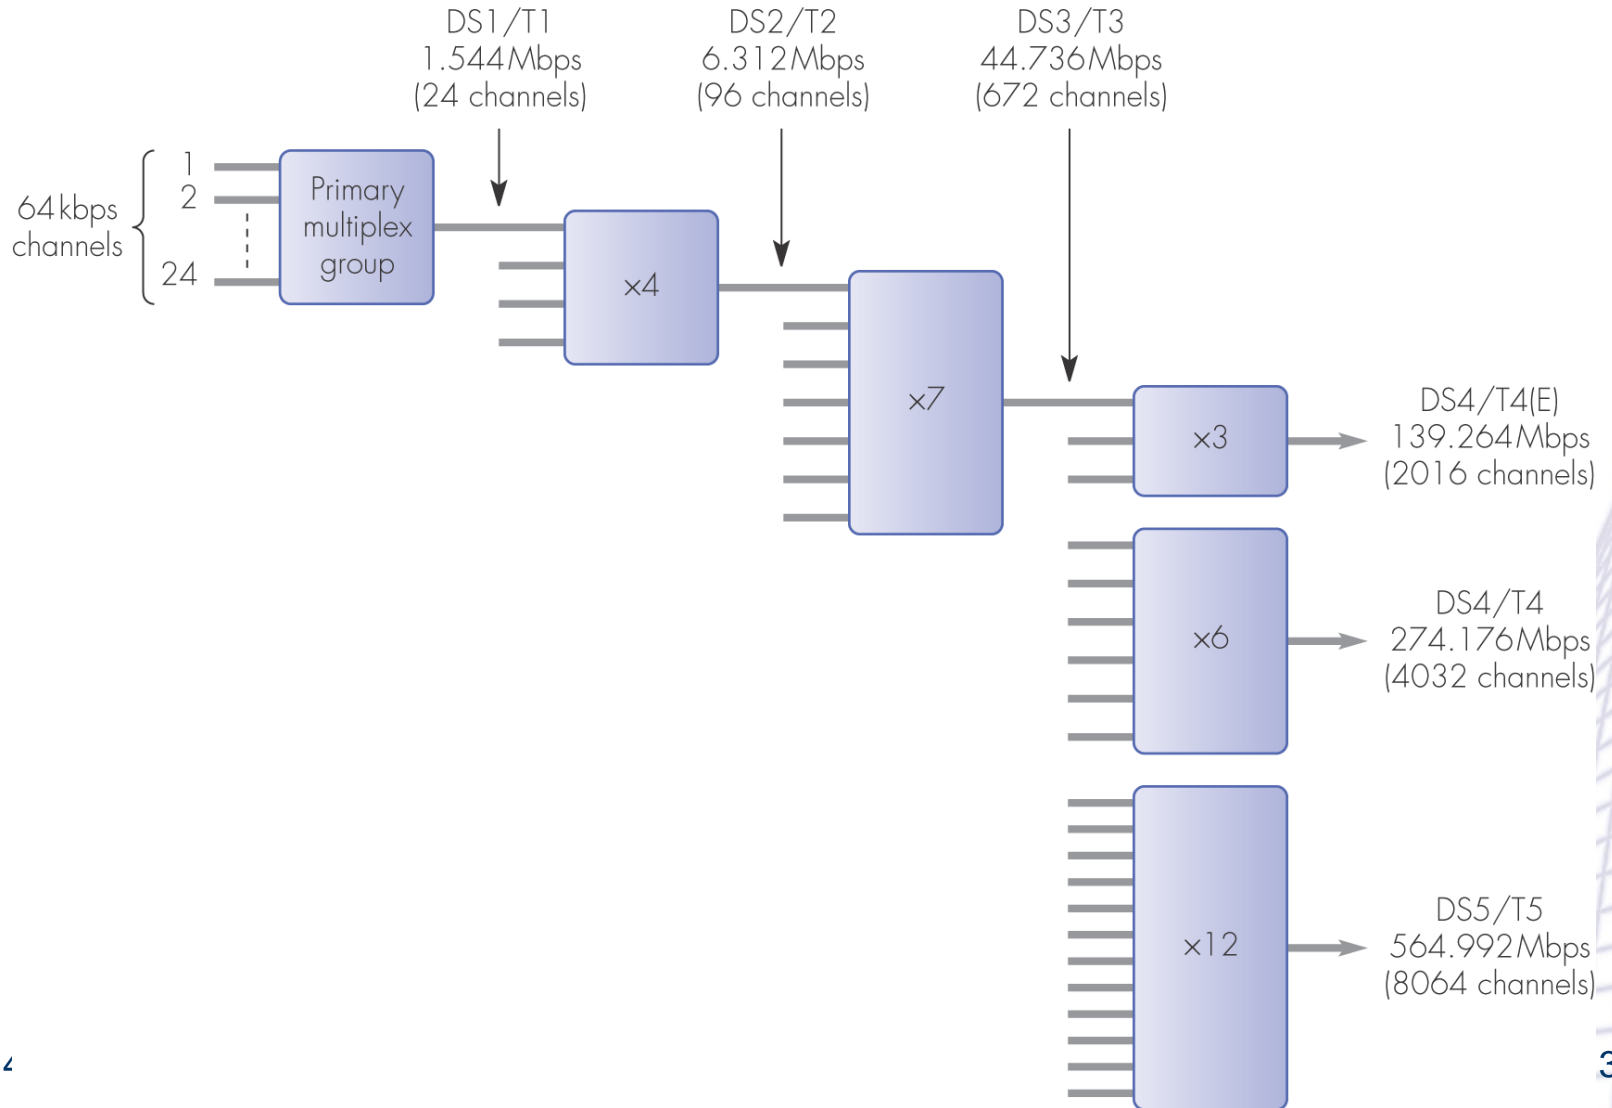 DS1/T1
1.544Mbps
(24 channels)
DS2/T2
6.312Mbps
(96 channels)
DS3/T3
44.736Mbps
(672 channels)
64kbps
channels
1
2
24
Primary
multiplex
group
×4
×7
×3
DS4/T4(E)
139.264Mbps
(2016 channels)
×6
DS4/T4
274.176Mbps
(4032 channels)
×12
DS5/T5
564.992Mbps
(8064 channels)